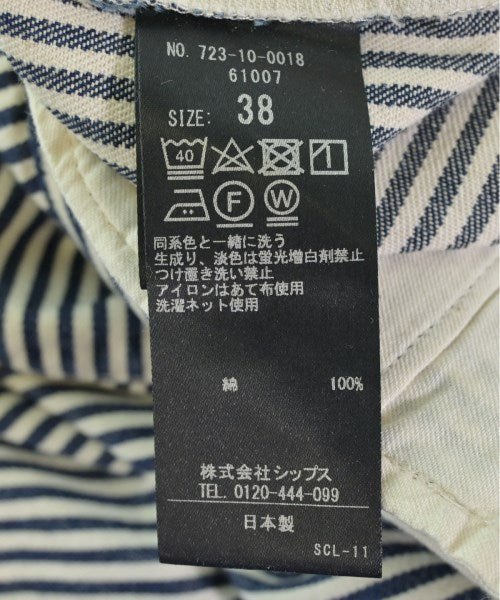 NO. 723-10-0018
61007
SIZE: 38
40
F W
同系色と一緒に洗う
生成り、淡色は蛍光増白剤禁止
つけ置き洗い禁止
アイロンはあて布使用
洗濯ネット使用
綿 100%
株式会社シップス
TEL. 0120-444-099
日本製
SCL-11